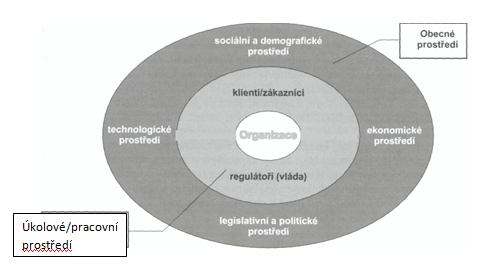 Obecné
prostředí
sociální a demografické
prostředí
klienti/zákazníci
technologické
prostředí
Organizace
ekonomické
prostředí
regulátoři (vláda)
legislativní a politické
prostředí
Úkolové/pracovní
prostředí